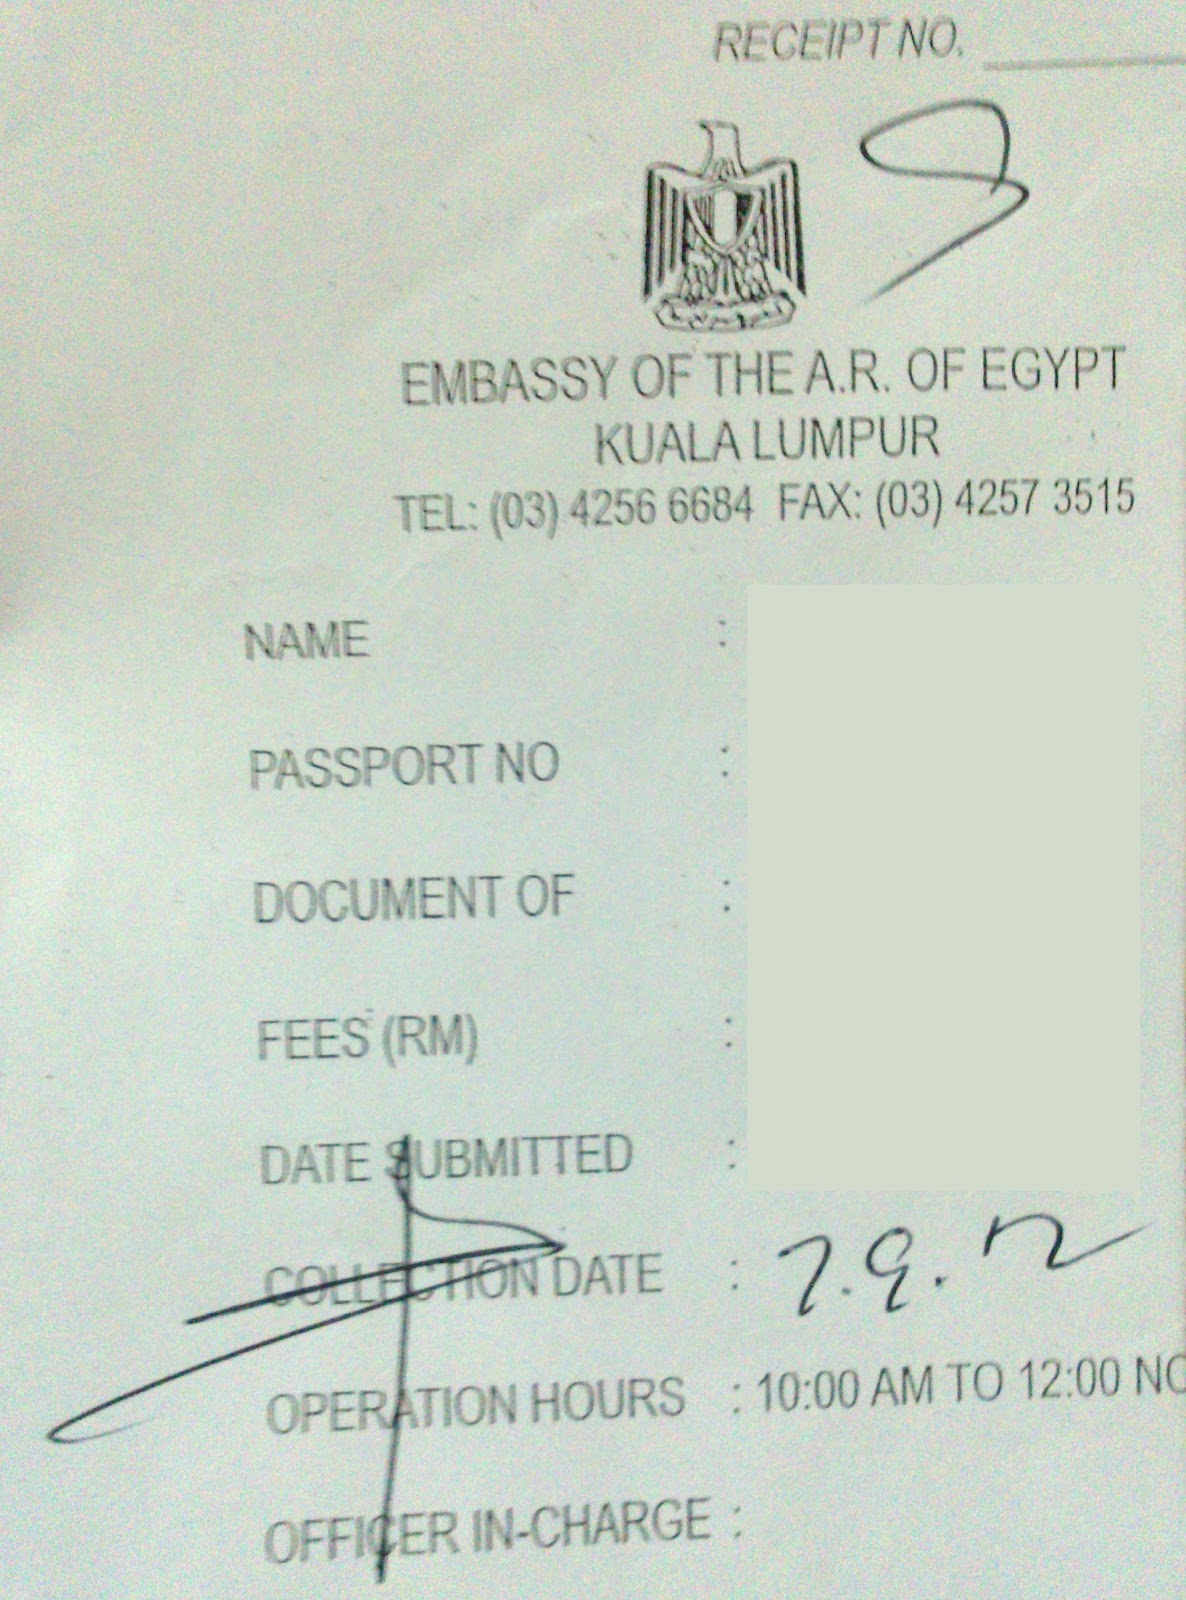 RECEIPT NO.
EMBASSY OF THE A.R. OF EGYPT
KUALA LUMPUR
TEL: (03) 4256 6684 FAX: (03) 4257 3515
NAME :
PASSPORT NO :
DOCUMENT OF :
FEES (RM) :
DATE SUBMITTED :
COLLECTION DATE : 7.9.12
OPERATION HOURS : 10:00 AM TO 12:00 NO
OFFICER IN-CHARGE :